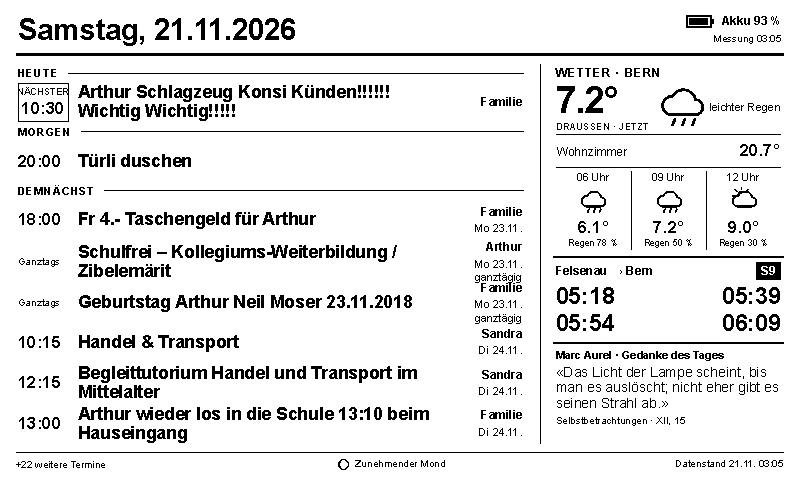 Samstag, 21.11.2026
Akku 93 %
Messung 03:05
HEUTE
NÄCHSTER
10:30
Arthur Schlagzeug Konsi Künden!!!!!!
Wichtig Wichtig!!!!!
Familie
MORGEN
20:00
Türli duschen
DEMNÄCHST
18:00
Fr 4.- Taschengeld für Arthur
Familie
Mo 23.11.
Ganztags
Schulfrei – Kollegiums-Weiterbildung /
Zibelemärit
Arthur
Mo 23.11.
ganztägig
Ganztags
Geburtstag Arthur Neil Moser 23.11.2018
Familie
Mo 23.11.
ganztägig
10:15
Handel & Transport
Sandra
Di 24.11.
12:15
Begleittutorium Handel und Transport im
Mittelalter
Sandra
Di 24.11.
13:00
Arthur wieder los in die Schule 13:10 beim
Hauseingang
Familie
Di 24.11.
WETTER · BERN
7.2°
leichter Regen
DRAUSSEN · JETZT
Wohnzimmer 20.7°
06 Uhr 09 Uhr 12 Uhr
6.1° 7.2° 9.0°
Regen 78 % Regen 50 % Regen 30 %
Felsenau › Bern S9
05:18 05:39
05:54 06:09
Marc Aurel · Gedanke des Tages
«Das Licht der Lampe scheint, bis
man es auslöscht; nicht eher gibt es
seinen Strahl ab.»
Selbstbetrachtungen · XII, 15
+22 weitere Termine
Zunehmender Mond
Datenstand 21.11. 03:05